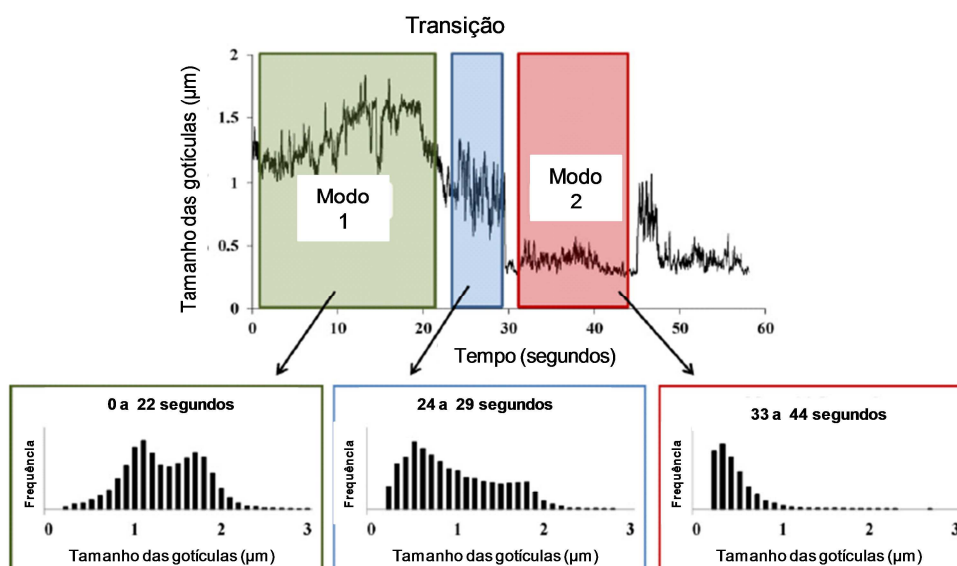 Transição
Tamanho das gotículas (µm)
2
1.5
1
0.5
0
Modo
1
Modo
2
0 10 20 30 40 50 60
Tempo (segundos)
0 a 22 segundos
Frequência
0 1 2 3
Tamanho das gotículas (µm)
24 a 29 segundos
Frequência
0 1 2 3
Tamanho das gotículas (µm)
33 a 44 segundos
Frequência
0 1 2 3
Tamanho das gotículas (µm)